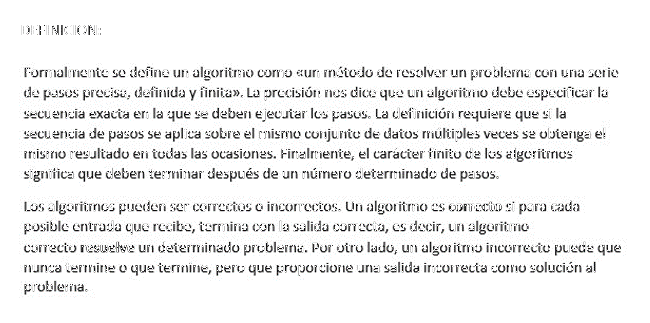 DEFINICION:
Formalmente se define un algoritmo como «un método de resolver un problema con una serie
de pasos precisa, definida y finita». La precisión nos dice que un algoritmo debe especificar la
secuencia exacta en la que se deben ejecutar los pasos. La definición requiere que si la
secuencia de pasos se aplica sobre el mismo conjunto de datos múltiples veces se obtenga el
mismo resultado en todas las ocasiones. Finalmente, el carácter finito de los algoritmos
significa que deben terminar después de un número determinado de pasos.
Los algoritmos pueden ser correctos o incorrectos. Un algoritmo es correcto si para cada
posible entrada que recibe, termina con la salida correcta, es decir, un algoritmo
correcto resuelve un determinado problema. Por otro lado, un algoritmo incorrecto puede que
nunca termine o que termine, pero que proporcione una salida incorrecta como solución al
problema.